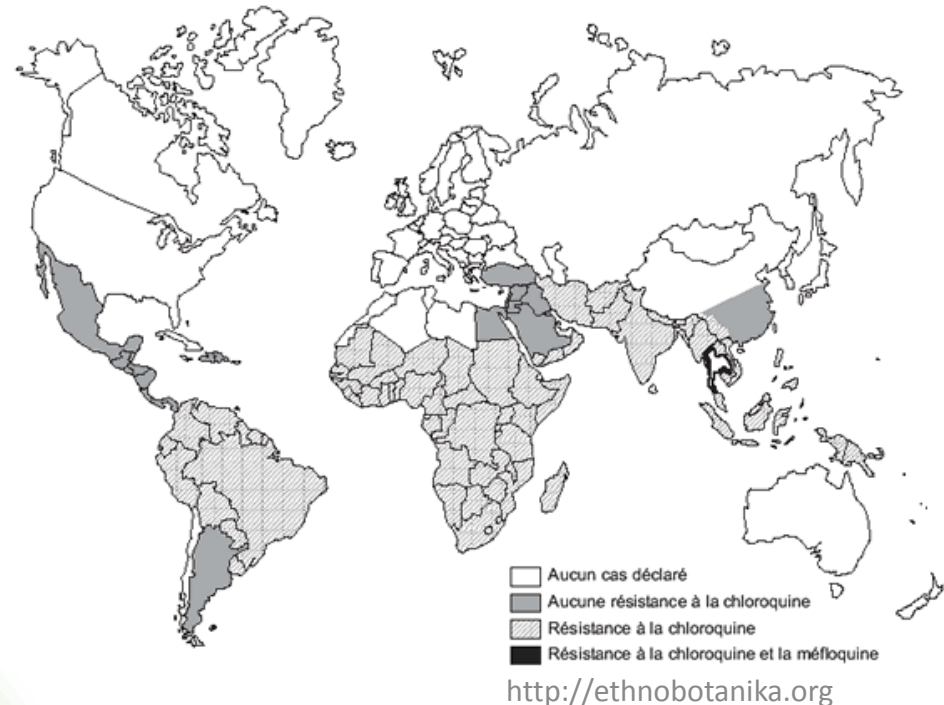 Aucun cas déclaré
Aucune résistance à la chloroquine
Résistance à la chloroquine
Résistance à la chloroquine et la méfloquine
http://ethnobotanika.org